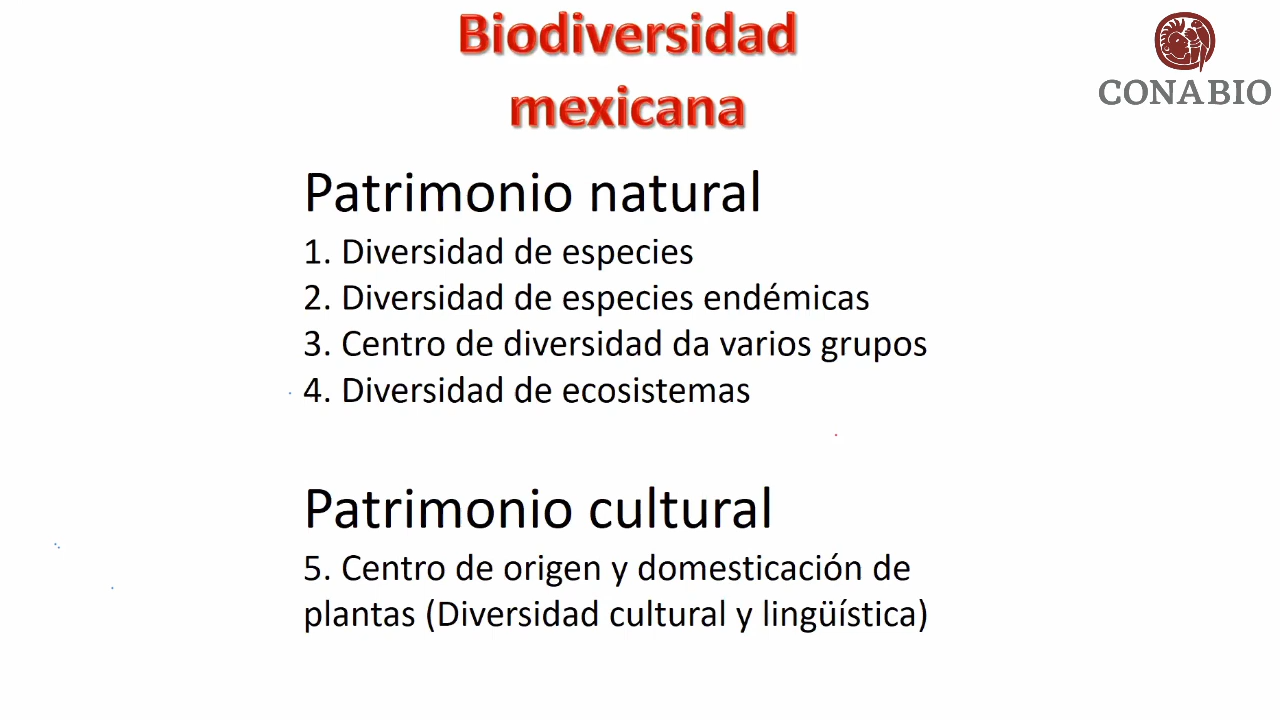 Biodiversidad
mexicana
CONABIO
Patrimonio natural
1. Diversidad de especies
2. Diversidad de especies endémicas
3. Centro de diversidad da varios grupos
4. Diversidad de ecosistemas
Patrimonio cultural
5. Centro de origen y domesticación de
plantas (Diversidad cultural y lingüística)